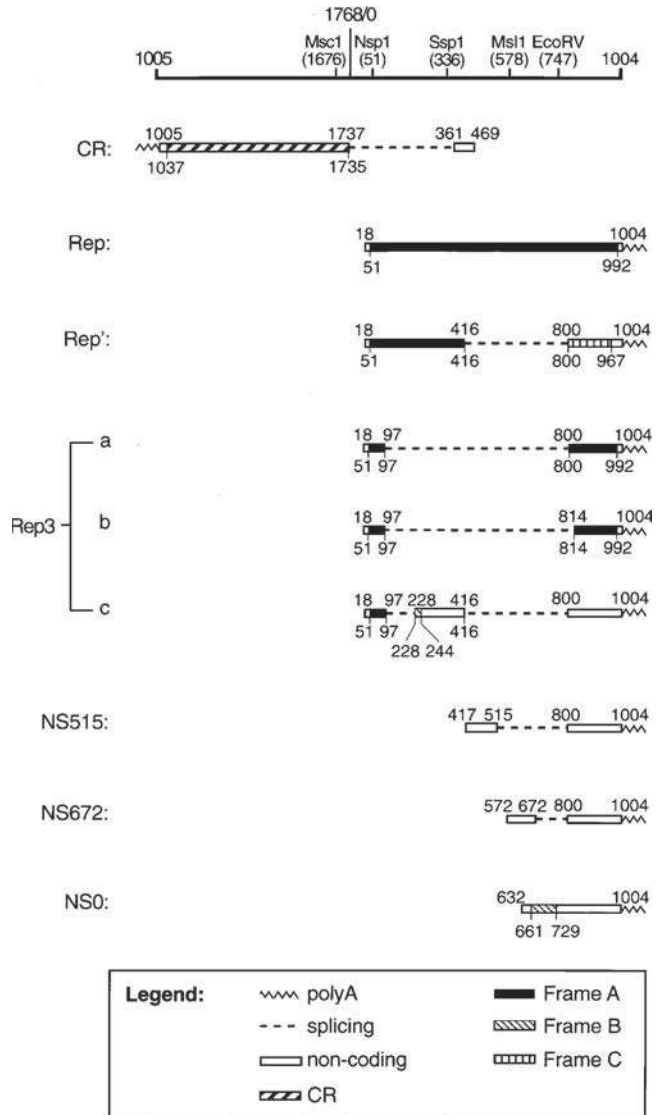 1768/0
Msc1 Nsp1 Ssp1 Msl1 EcoRV
1005 (1676) (51) (336) (578) (747) 1004
1005 1737 361 469
CR:
1037 1735
18 1004
Rep:
51 992
18 416 800 1004
Rep':
51 416 800 967
a
18 97 800 1004
51 97 800 992
Rep3
b
18 97 814 1004
51 97 814 992
c
18 97 228 416 800 1004
51 97 416
228 244
417 515 800 1004
NS515:
572 672 800 1004
NS672:
632 1004
NS0:
661 729
Legend:
polyA Frame A
splicing Frame B
non-coding Frame C
CR